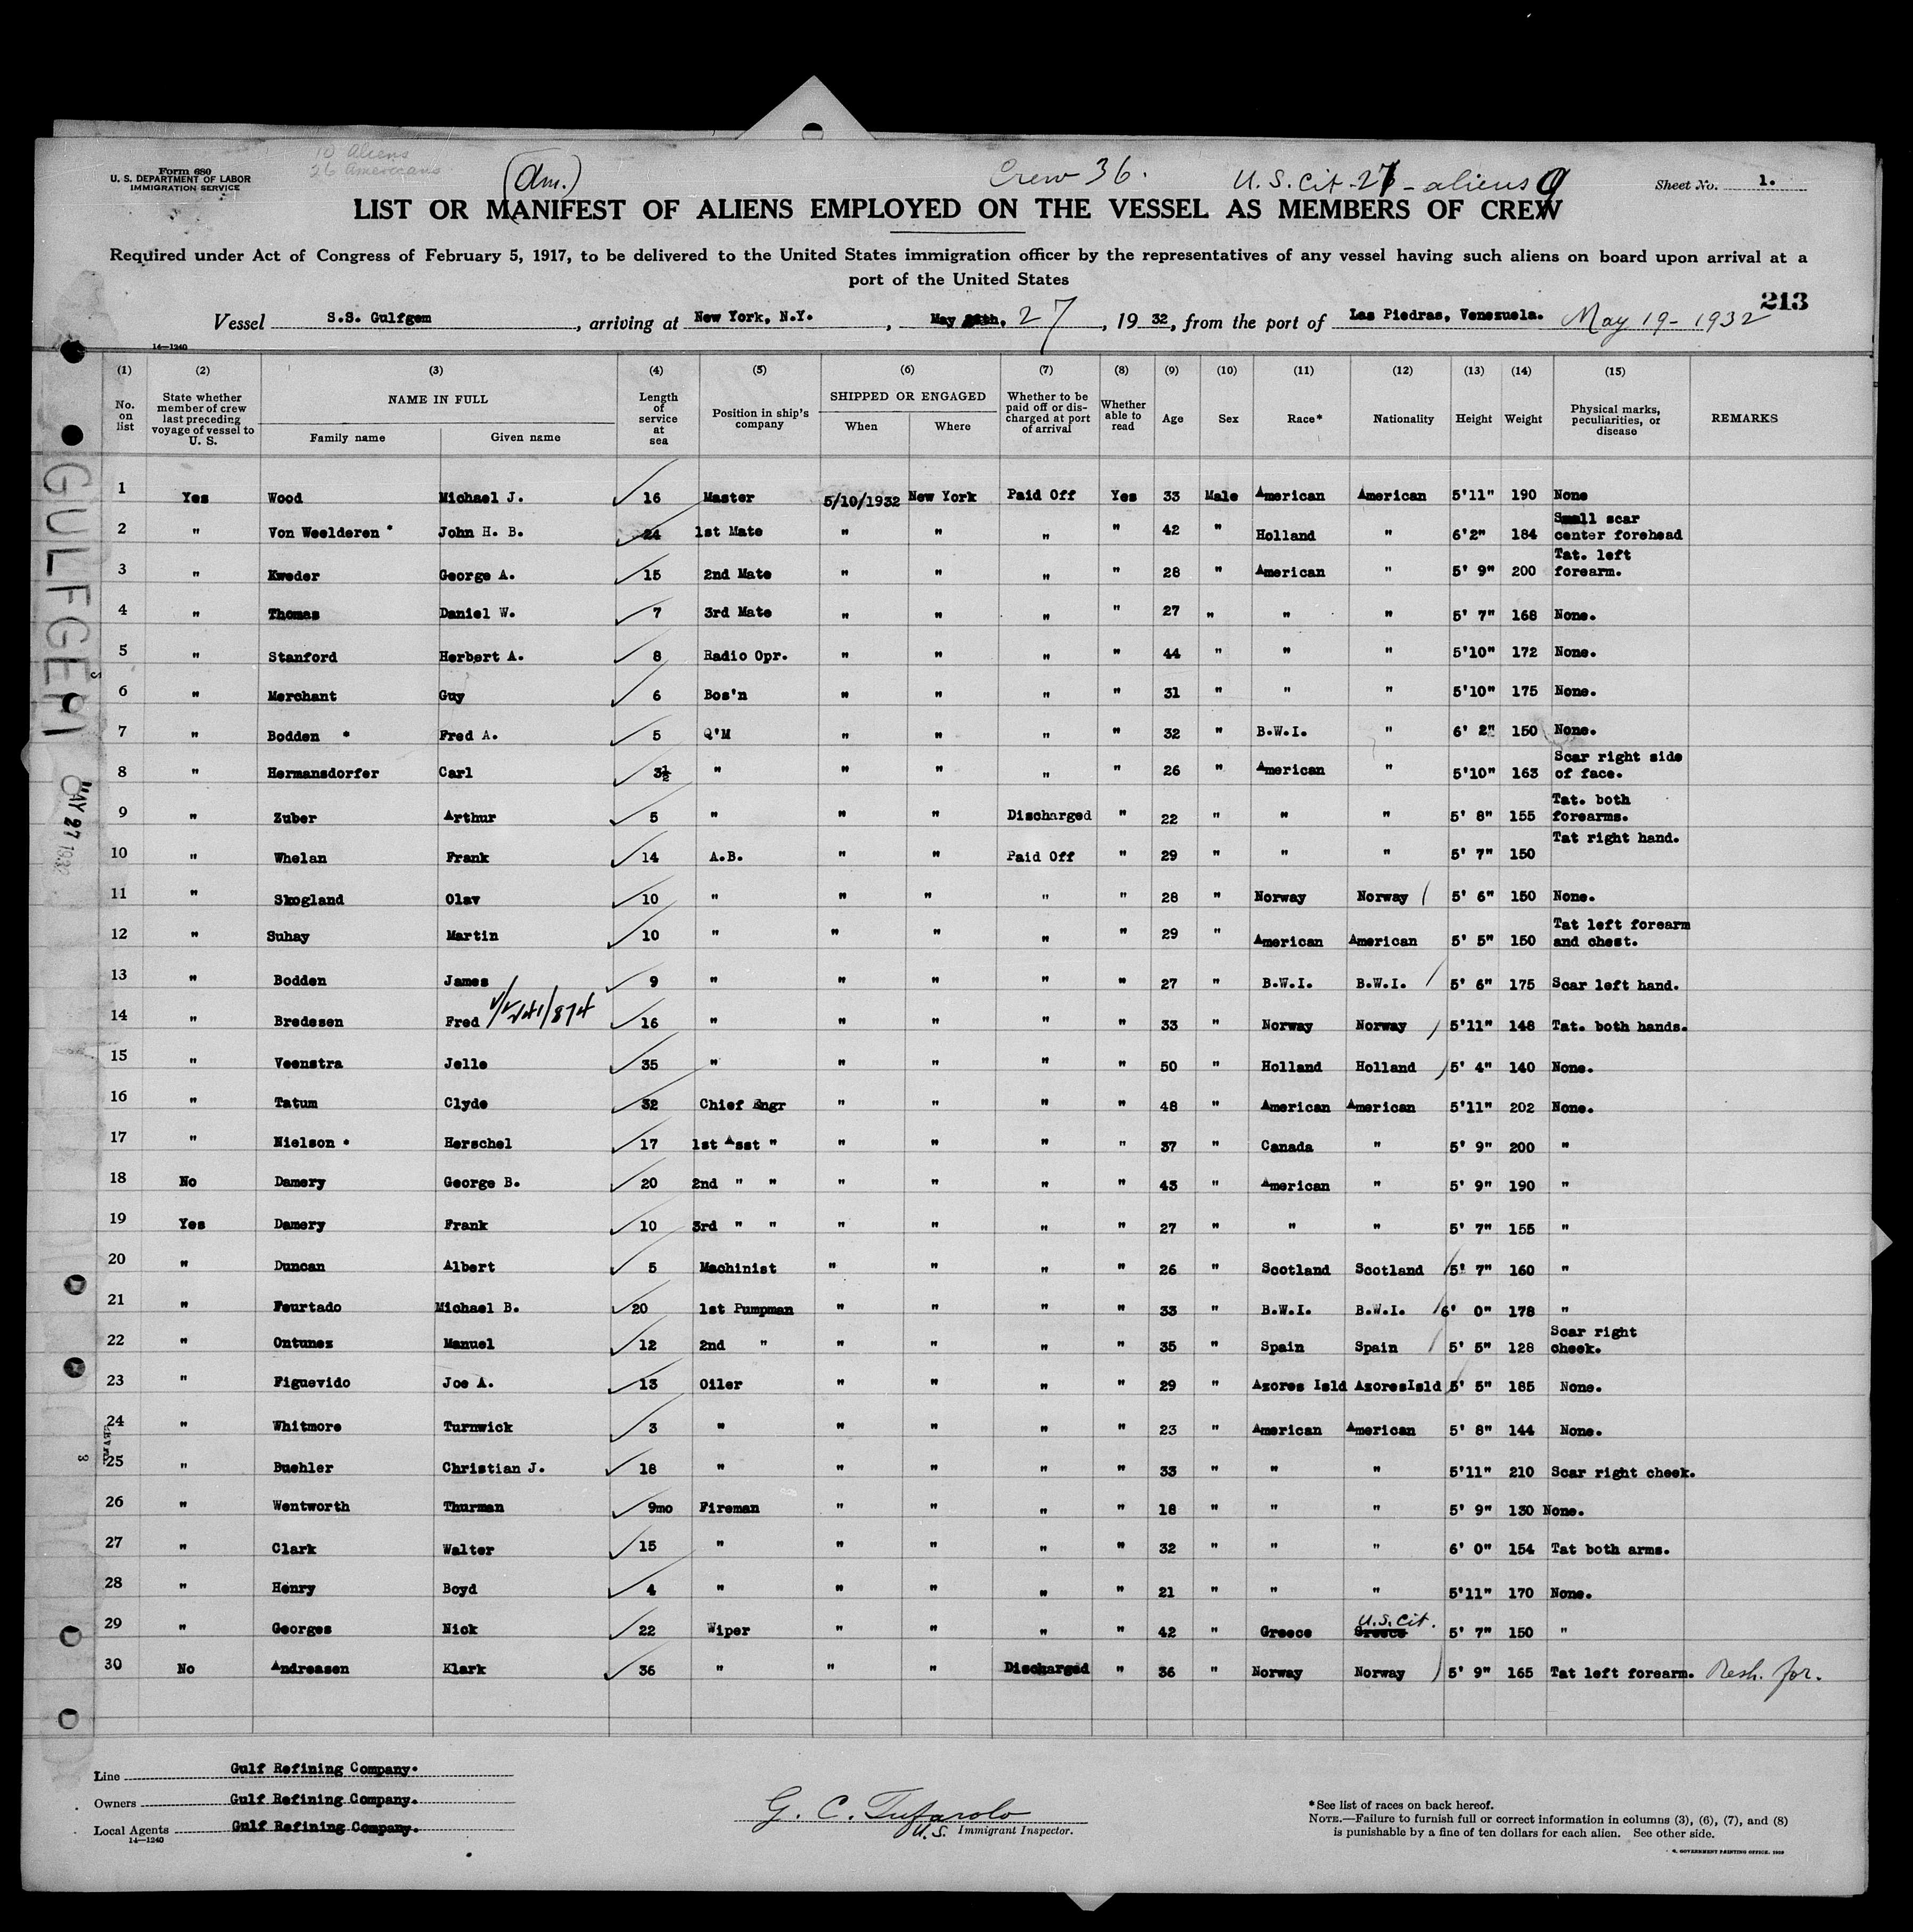 10 Aliens
26 Americans
Form 680
U. S. DEPARTMENT OF LABOR
IMMIGRATION SERVICE
(Am.)
Crew 36.
U.S. Cit - 27 - aliens 9
Sheet No. 1.
LIST OR MANIFEST OF ALIENS EMPLOYED ON THE VESSEL AS MEMBERS OF CREW
Required under Act of Congress of February 5, 1917, to be delivered to the United States immigration officer by the representatives of any vessel having such aliens on board upon arrival at a
port of the United States
213
Vessel S.S. Gulfgem, arriving at New York, N.Y., May 27, 1932, from the port of Las Piedras, Venezuela. May 19 - 1932
14—1240
(1) (2) (3) (4) (5) (6) (7) (8) (9) (10) (11) (12) (13) (14) (15)
No. on list | State whether member of crew last preceding voyage of vessel to U. S. | NAME IN FULL Family name Given name | Length of service at sea | Position in ship's company | SHIPPED OR ENGAGED When Where | Whether to be paid off or discharged at port of arrival | Whether able to read | Age | Sex | Race* | Nationality | Height | Weight | Physical marks, peculiarities, or disease | REMARKS
1 Yes Wood Michael J. 16 Master 5/10/1932 New York Paid Off Yes 33 Male American American 5'11" 190 None
2 " Von Weelderen * John H. B. 24 1st Mate " " " " 42 " Holland " 6'2" 184 Small scar center forehead
3 " Kweder George A. 15 2nd Mate " " " " 28 " American " 5' 9" 200 Tat. left forearm.
4 " Thomas Daniel W. 7 3rd Mate " " " " 27 " " " 5' 7" 168 None.
5 " Stanford Herbert A. 8 Radio Opr. " " " " 44 " " " 5'10" 172 None.
6 " Merchant Guy 6 Bos'n " " " " 31 " " " 5'10" 175 None.
7 " Bodden * Fred A. 5 Q'M " " " " 32 " B.W.I. " 6' 2" 150 None.
8 " Hermansdorfer Carl 3½ " " " " " 26 " American " 5'10" 163 Scar right side of face.
9 " Zuber Arthur 5 " " " Discharged " 22 " " " 5' 8" 155 Tat. both forearms.
10 " Whelan Frank 14 A.B. " " Paid Off " 29 " " " 5' 7" 150 Tat right hand.
11 " Skogland Olav 10 " " " " " 28 " Norway Norway 5' 6" 150 None.
12 " Suhay Martin 10 " " " " " 29 " American American 5' 5" 150 Tat left forearm and chest.
13 " Bodden James 9 " " " " " 27 " B.W.I. B.W.I. 5' 6" 175 Scar left hand.
14 " Bredesen Fred 16 " " " " " 33 " Norway Norway 5'11" 148 Tat. both hands.
15 " Veenstra Jelle 35 " " " " " 50 " Holland Holland 5' 4" 140 None.
16 " Tatum Clyde 32 Chief Engr " " " " 48 " American American 5'11" 202 None.
17 " Nielson * Herschel 17 1st Asst " " " " " 37 " Canada " 5' 9" 200 "
18 No Damery George B. 20 2nd " " " " " " 43 " American " 5' 9" 190 "
19 Yes Damery Frank 10 3rd " " " " " " 27 " " " 5' 7" 155 "
20 " Duncan Albert 5 Machinist " " " " 26 " Scotland Scotland 5' 7" 160 "
21 " Feurtado Michael B. 20 1st Pumpman " " " " 33 " B.W.I. B.W.I. 6' 0" 178 "
22 " Ontunez Manuel 12 2nd " " " " " 35 " Spain Spain 5' 5" 128 Scar right cheek.
23 " Figuevido Joe A. 13 Oiler " " " " 29 " Azores Isld AzoresIsld 5' 5" 185 None.
24 " Whitmore Turnwick 3 " " " " " 23 " American American 5' 8" 144 None.
25 " Buehler Christian J. 18 " " " " " 33 " " " 5'11" 210 Scar right cheek.
26 " Wentworth Thurman 9mo Fireman " " " " 18 " " " 5' 9" 130 None.
27 " Clark Walter 15 " " " " " 32 " " " 6' 0" 154 Tat both arms.
28 " Henry Boyd 4 " " " " " 21 " " " 5'11" 170 None.
29 " Georges Nick 22 Wiper " " " " 42 " Greece Greece U.S. Cit. 5' 7" 150 "
30 No Andreasen Klark 36 " " " Discharged " 36 " Norway Norway 5' 9" 165 Tat left forearm. Resh. for.
GULFGEM
MAY 27 1932
Line Gulf Refining Company.
Owners Gulf Refining Company.
Local Agents Gulf Refining Company.
14—1240
G. C. Tufarolo
U.S. Immigrant Inspector.
*See list of races on back hereof.
NOTE.—Failure to furnish full or correct information in columns (3), (6), (7), and (8)
is punishable by a fine of ten dollars for each alien. See other side.